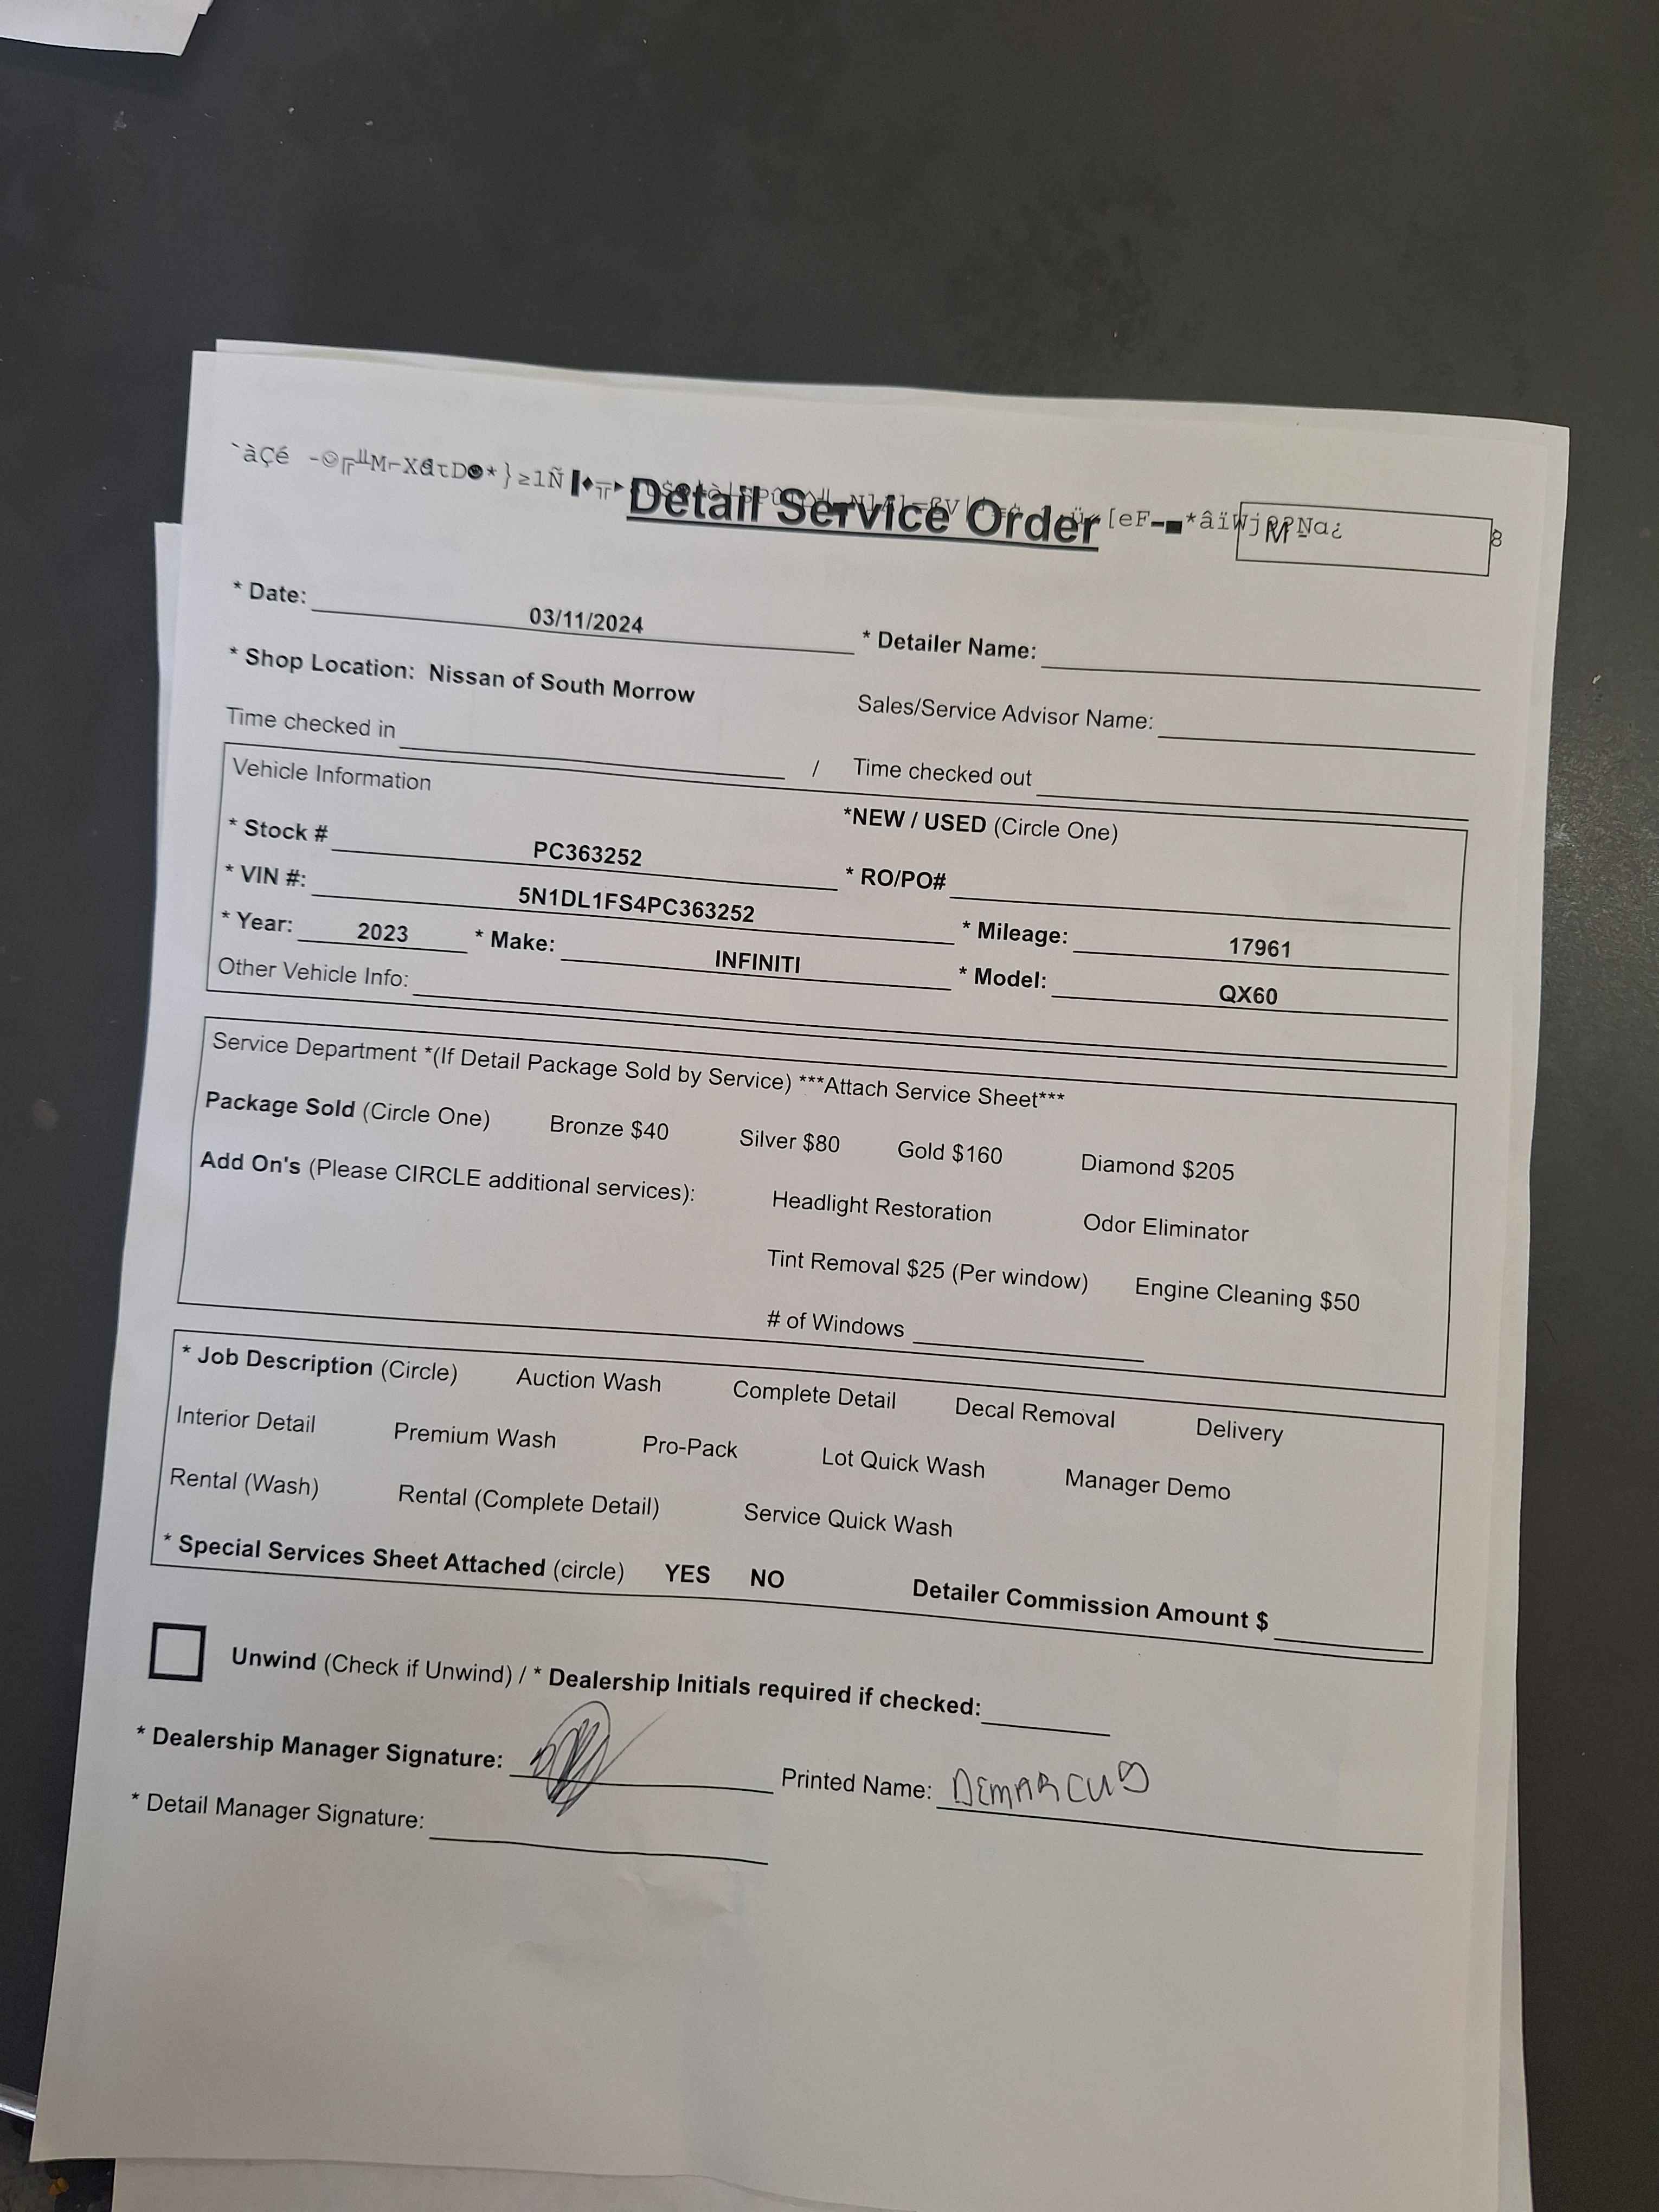 Detail Service Order
* Date: 03/11/2024 * Detailer Name:
* Shop Location: Nissan of South Morrow Sales/Service Advisor Name:
Time checked in / Time checked out
Vehicle Information *NEW / USED (Circle One)
* Stock # PC363252 * RO/PO#
* VIN #: 5N1DL1FS4PC363252 * Mileage: 17961
* Year: 2023 * Make: INFINITI * Model: QX60
Other Vehicle Info:
Service Department *(If Detail Package Sold by Service) ***Attach Service Sheet***
Package Sold (Circle One) Bronze $40 Silver $80 Gold $160 Diamond $205
Add On's (Please CIRCLE additional services): Headlight Restoration Odor Eliminator
Tint Removal $25 (Per window) Engine Cleaning $50
# of Windows
* Job Description (Circle) Auction Wash Complete Detail Decal Removal Delivery
Interior Detail Premium Wash Pro-Pack Lot Quick Wash Manager Demo
Rental (Wash) Rental (Complete Detail) Service Quick Wash
* Special Services Sheet Attached (circle) YES NO Detailer Commission Amount $
Unwind (Check if Unwind) / * Dealership Initials required if checked:
* Dealership Manager Signature: Printed Name: DEMARCUS
* Detail Manager Signature: